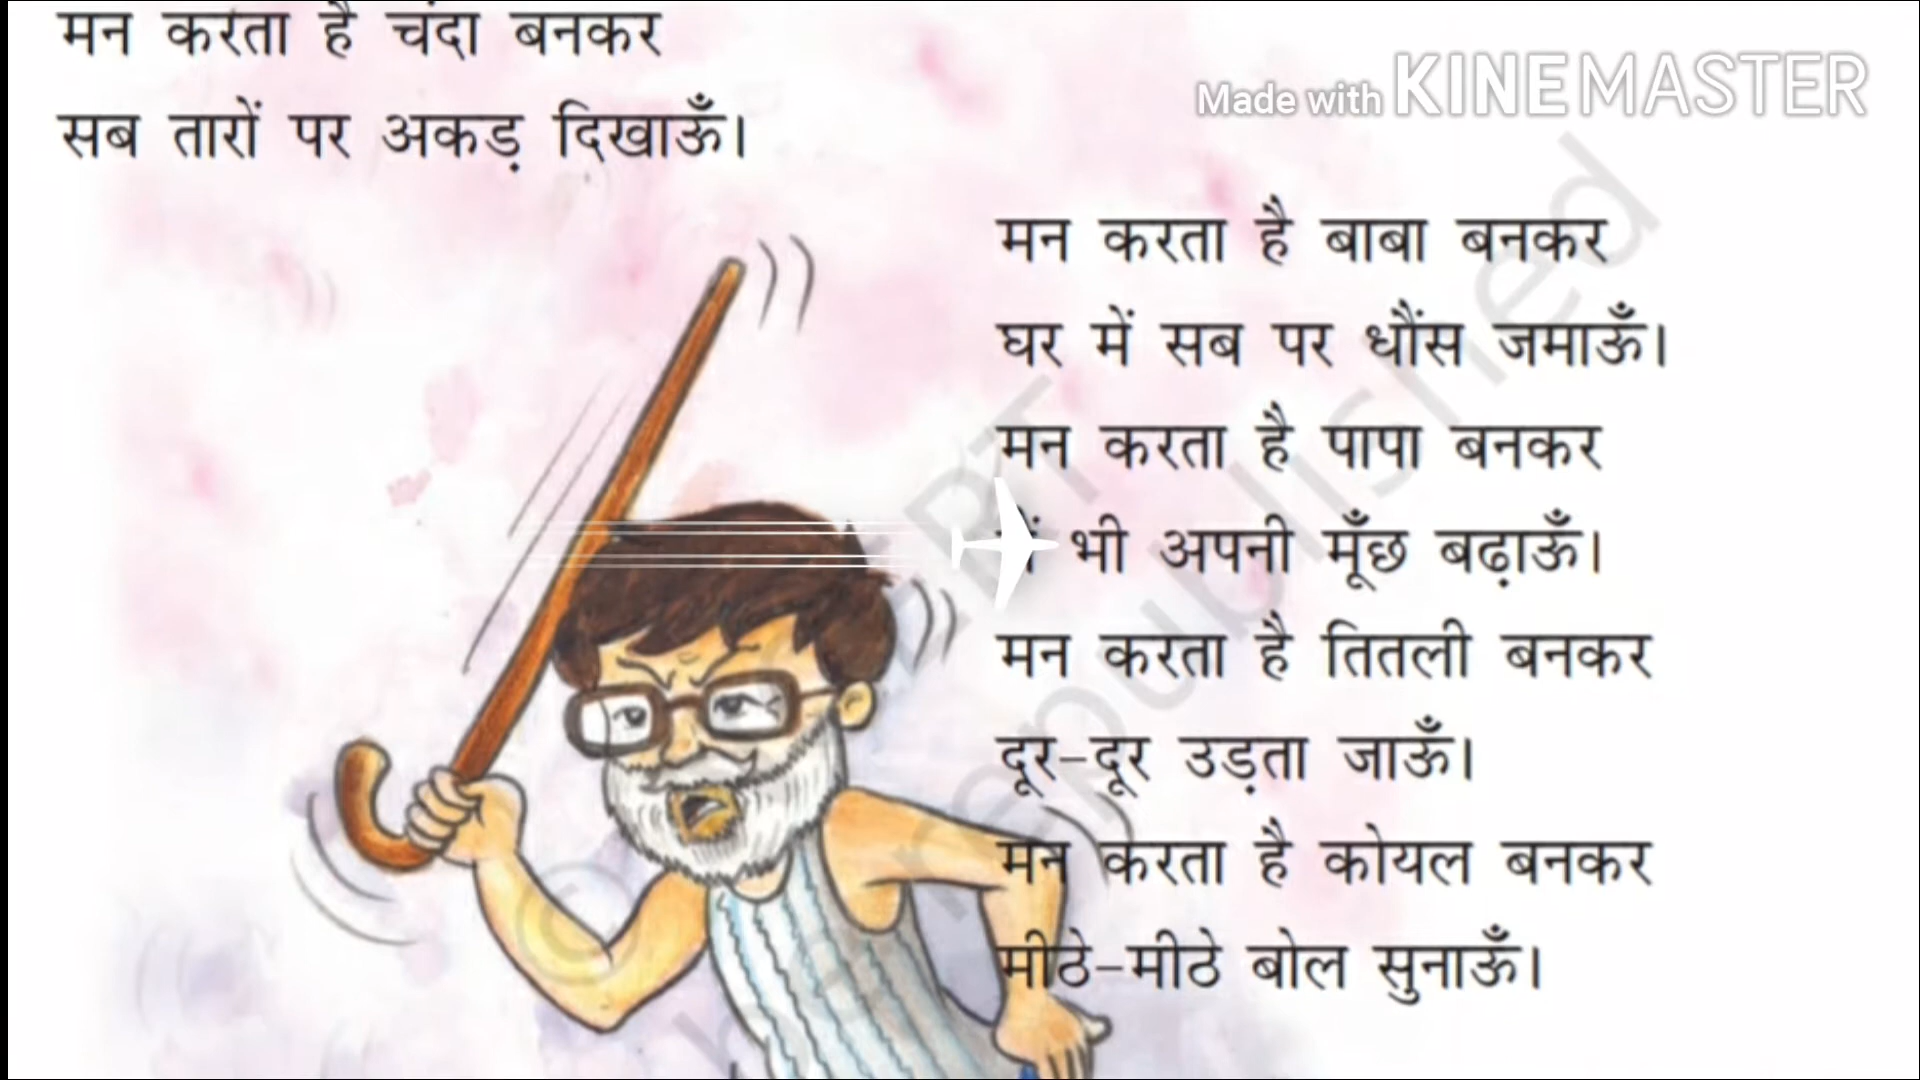 मन करता है चंदा बनकर
सब तारों पर अकड़ दिखाऊँ।
Made with KINEMASTER
मन करता है बाबा बनकर
घर में सब पर धौंस जमाऊँ।
मन करता है पापा बनकर
भी अपनी मूँछ बढ़ाऊँ।
मन करता है तितली बनकर
दूर-दूर उड़ता जाऊँ।
मन करता है कोयल बनकर
मीठे-मीठे बोल सुनाऊँ।
republished